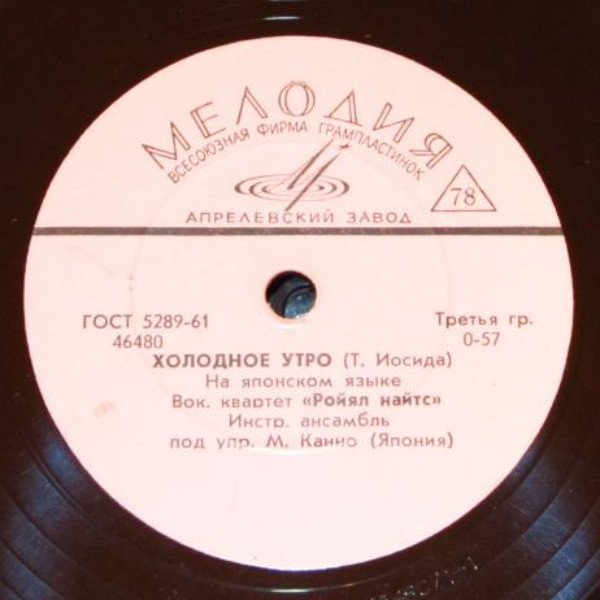 МЕЛОДИЯ
ВСЕСОЮЗНАЯ ФИРМА ГРАМПЛАСТИНОК
78
АПРЕЛЕВСКИЙ ЗАВОД
ГОСТ 5289-61 Третья гр.
46480 0-57
ХОЛОДНОЕ УТРО (Т. Иосида)
На японском языке
Вок. квартет «Ройял найтс»
Инстр. ансамбль
под упр. М. Канно (Япония)